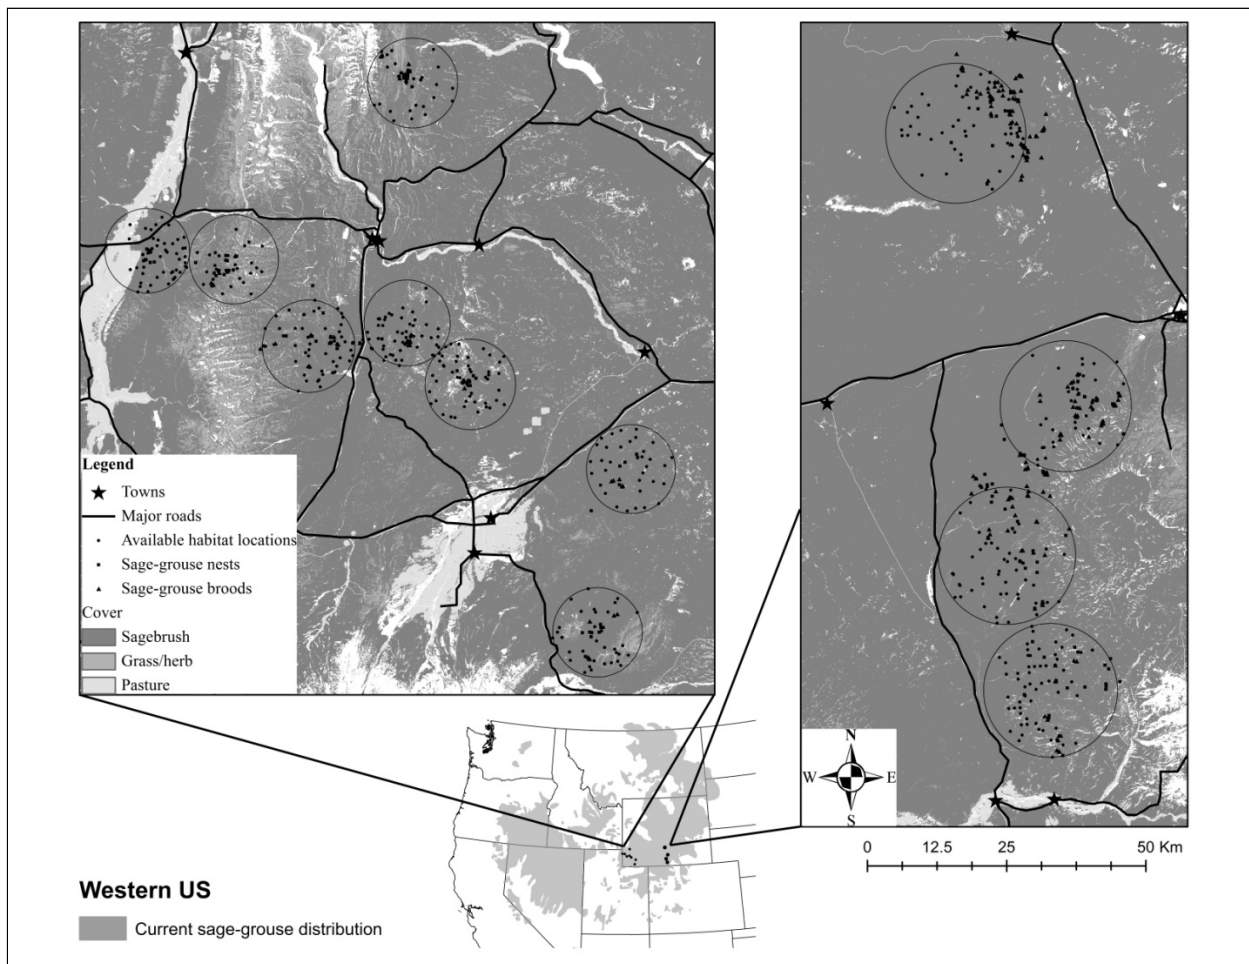 Legend
Towns
Major roads
Available habitat locations
Sage-grouse nests
Sage-grouse broods
Cover
Sagebrush
Grass/herb
Pasture
N
W E
S
0 12.5 25 50 Km
Western US
Current sage-grouse distribution